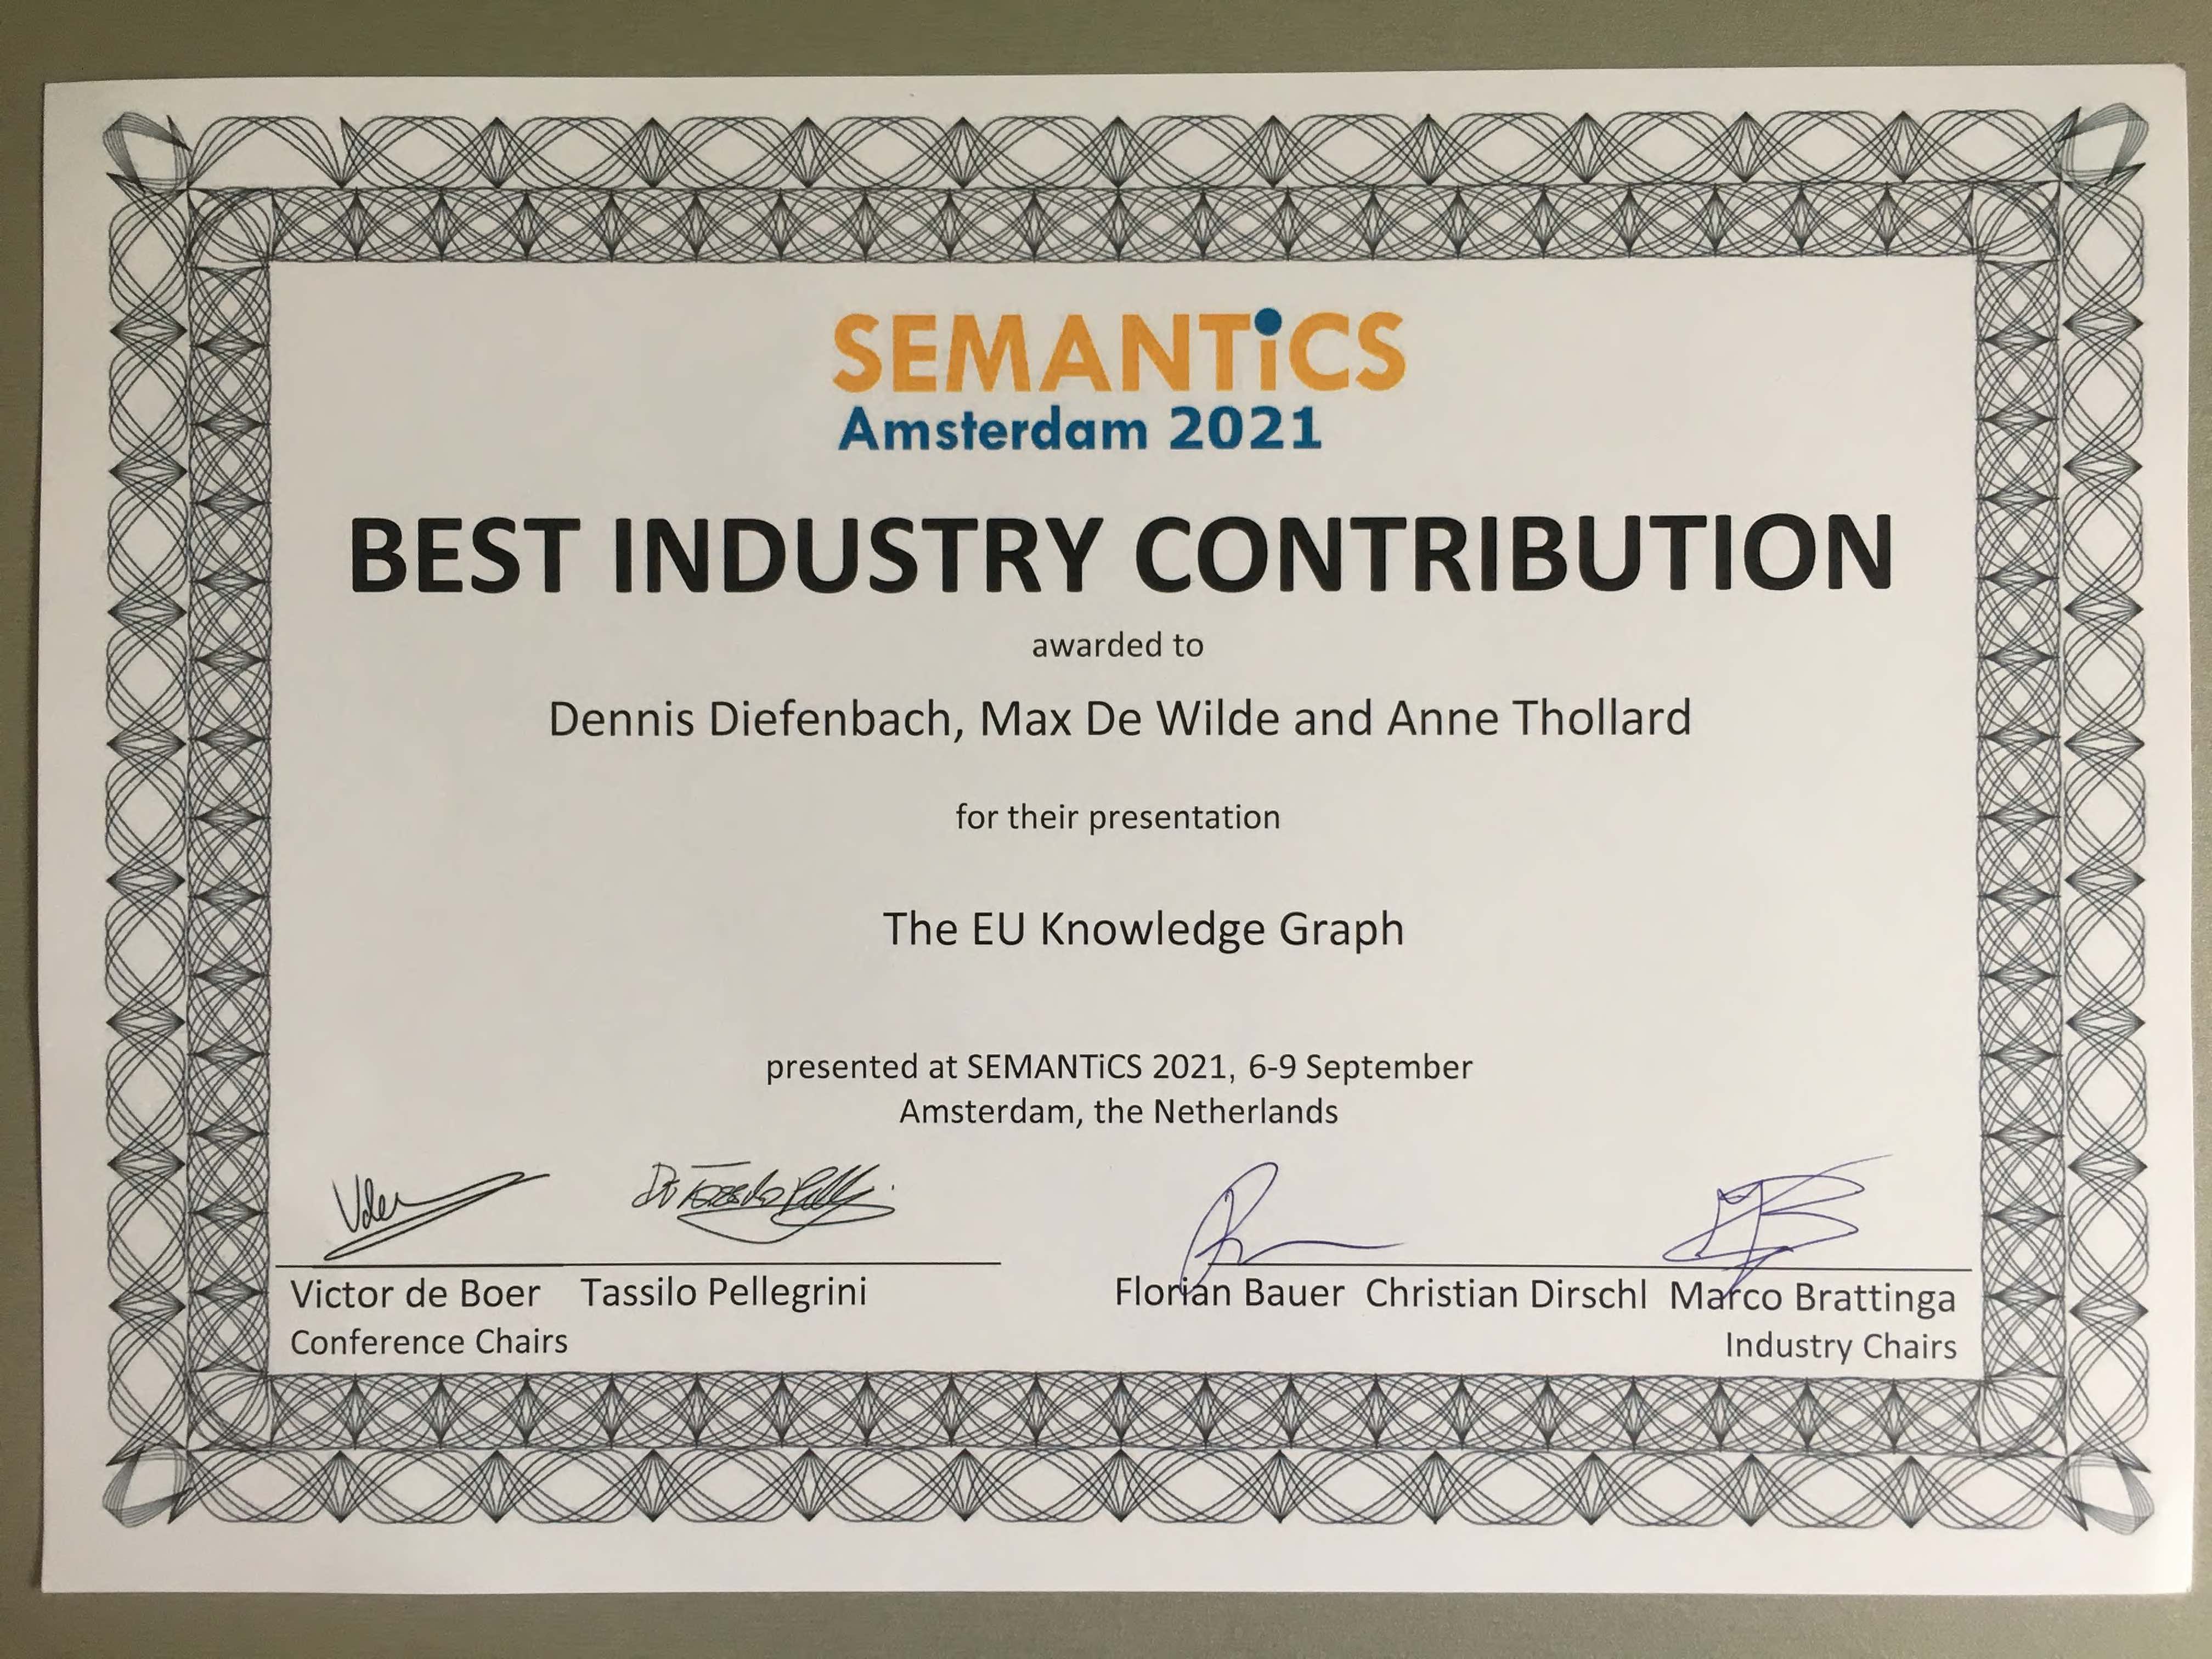 SEMANTiCS
Amsterdam 2021
BEST INDUSTRY CONTRIBUTION
awarded to
Dennis Diefenbach, Max De Wilde and Anne Thollard
for their presentation
The EU Knowledge Graph
presented at SEMANTiCS 2021, 6-9 September
Amsterdam, the Netherlands
Victor de Boer Tassilo Pellegrini
Conference Chairs
Florian Bauer Christian Dirschl Marco Brattinga
Industry Chairs